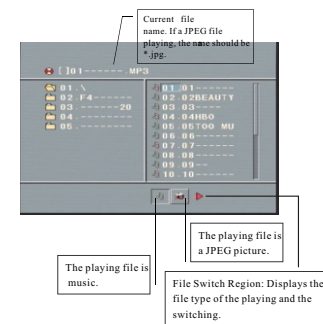 Current file
name. If a JPEG file
playing, the name should be
*.jpg.
[ ]01------.MP3
01.\
02.F4------
03.-----20
04.------
05.------
01.01------
02.02BEAUTY
03.03----
04.04HBO
05.05TOO MU
06.06------
07.07------
08.08------
09.09--
10.10------
The playing file is
a JPEG picture.
The playing file is
music.
File Switch Region: Displays the
file type of the playing and the
switching.